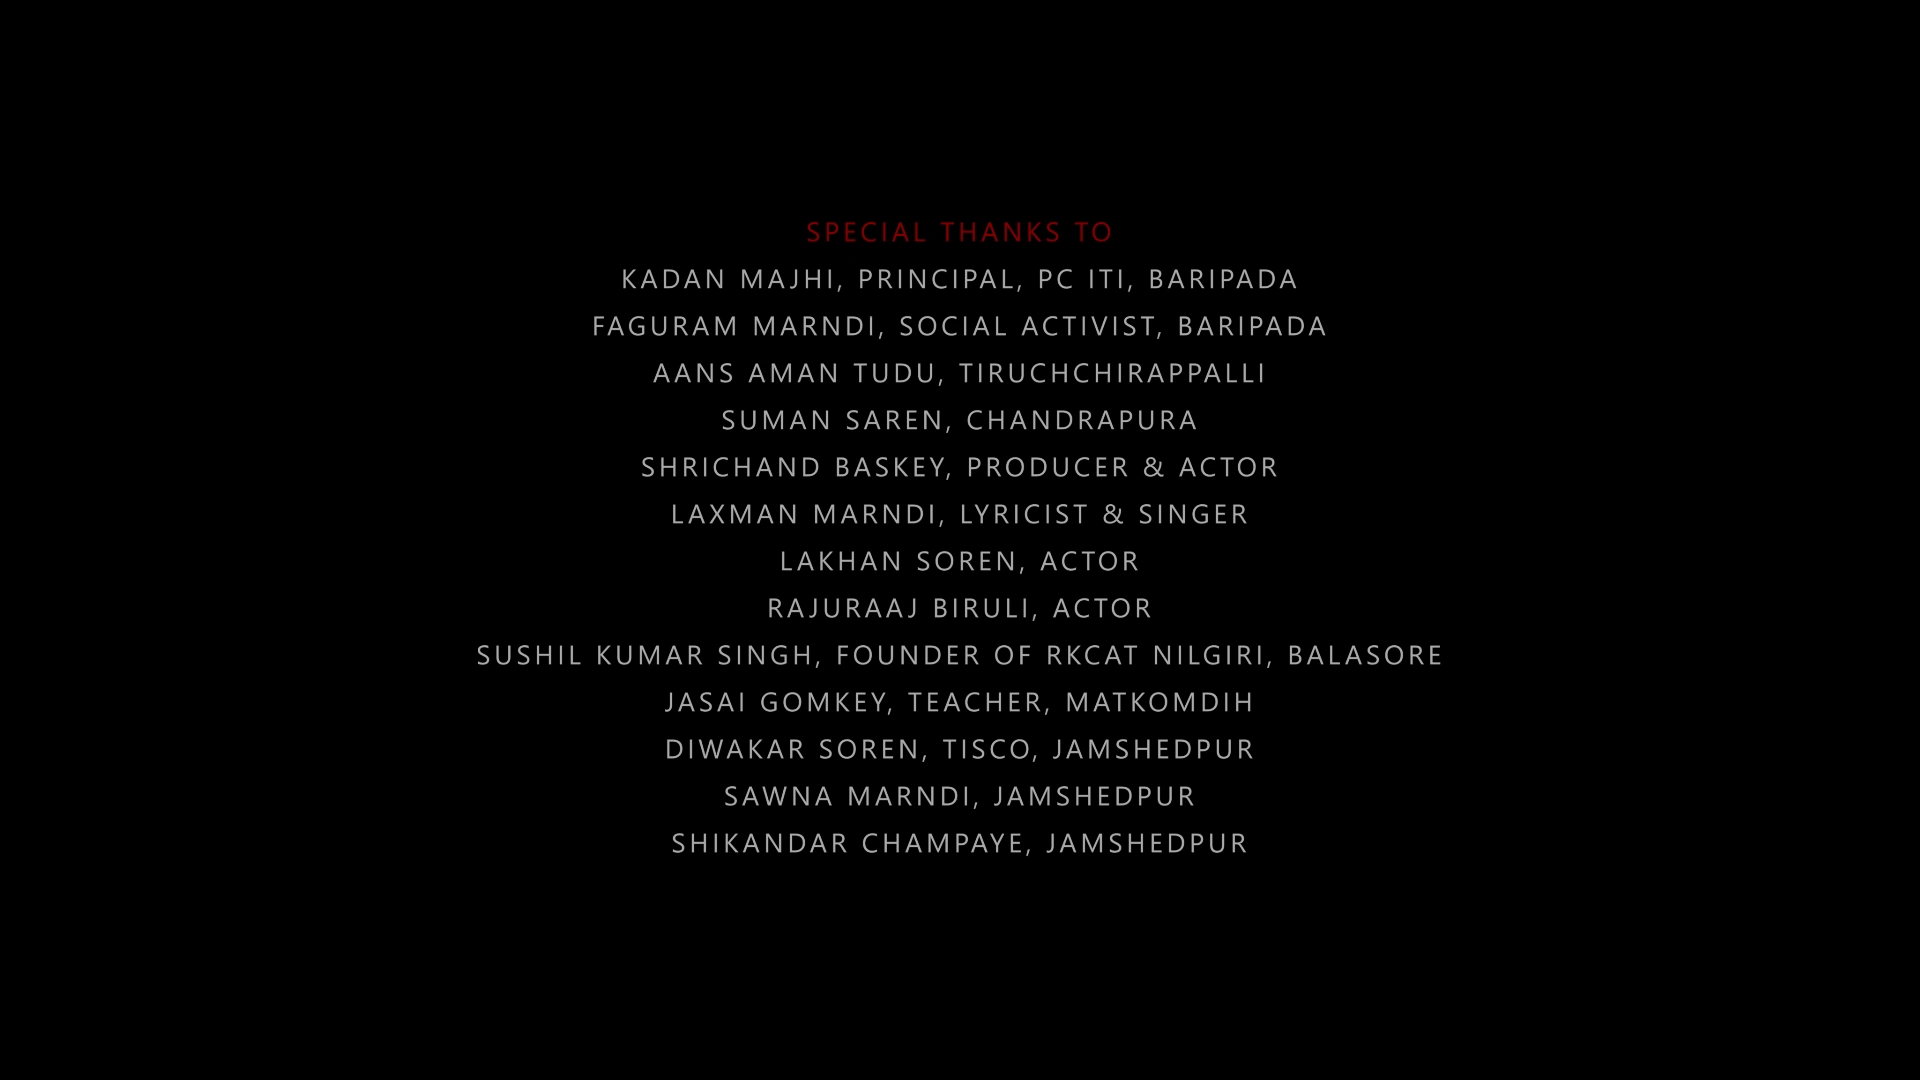 SPECIAL THANKS TO
KADAN MAJHI, PRINCIPAL, PC ITI, BARIPADA
FAGURAM MARNDI, SOCIAL ACTIVIST, BARIPADA
AANS AMAN TUDU, TIRUCHCHIRAPPALLI
SUMAN SAREN, CHANDRAPURA
SHRICHAND BASKEY, PRODUCER & ACTOR
LAXMAN MARNDI, LYRICIST & SINGER
LAKHAN SOREN, ACTOR
RAJURAAJ BIRULI, ACTOR
SUSHIL KUMAR SINGH, FOUNDER OF RKCAT NILGIRI, BALASORE
JASAI GOMKEY, TEACHER, MATKOMDIH
DIWAKAR SOREN, TISCO, JAMSHEDPUR
SAWNA MARNDI, JAMSHEDPUR
SHIKANDAR CHAMPAYE, JAMSHEDPUR